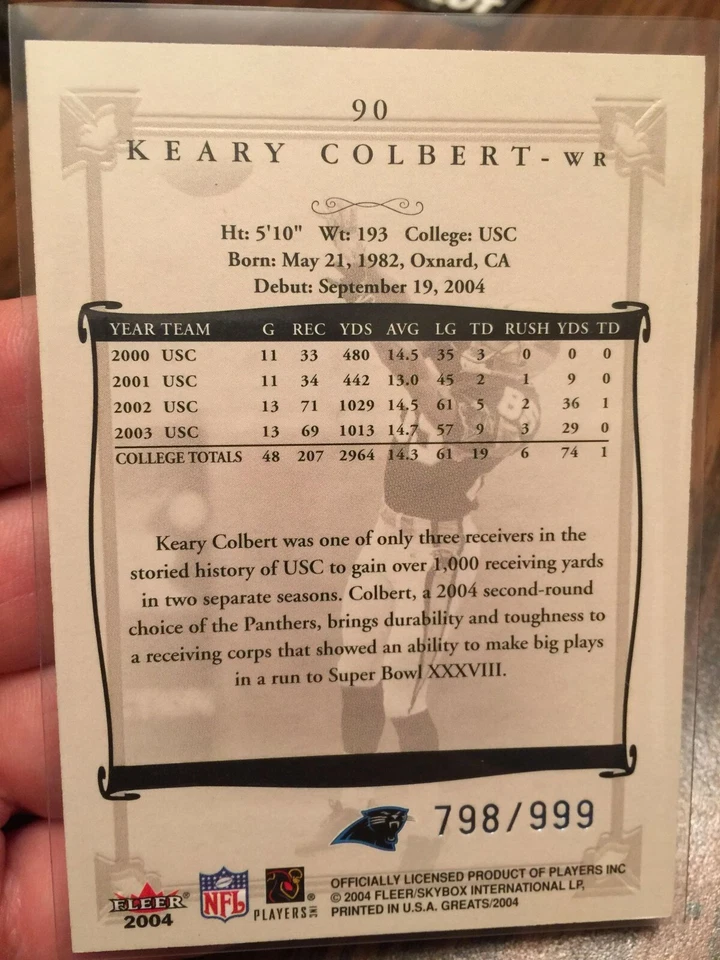 90
KEARY COLBERT - WR
Ht: 5'10" Wt: 193 College: USC
Born: May 21, 1982, Oxnard, CA
Debut: September 19, 2004
YEAR TEAM G REC YDS AVG LG TD RUSH YDS TD
2000 USC 11 33 480 14.5 35 3 0 0 0
2001 USC 11 34 442 13.0 45 2 1 9 0
2002 USC 13 71 1029 14.5 61 5 2 36 1
2003 USC 13 69 1013 14.7 57 9 3 29 0
COLLEGE TOTALS 48 207 2964 14.3 61 19 6 74 1
Keary Colbert was one of only three receivers in the
storied history of USC to gain over 1,000 receiving yards
in two separate seasons. Colbert, a 2004 second-round
choice of the Panthers, brings durability and toughness to
a receiving corps that showed an ability to make big plays
in a run to Super Bowl XXXVIII.
798/999
FLEER®
2004
NFL
PLAYERS INC
®
OFFICIALLY LICENSED PRODUCT OF PLAYERS INC
© 2004 FLEER/SKYBOX INTERNATIONAL LP,
PRINTED IN U.S.A. GREATS/2004